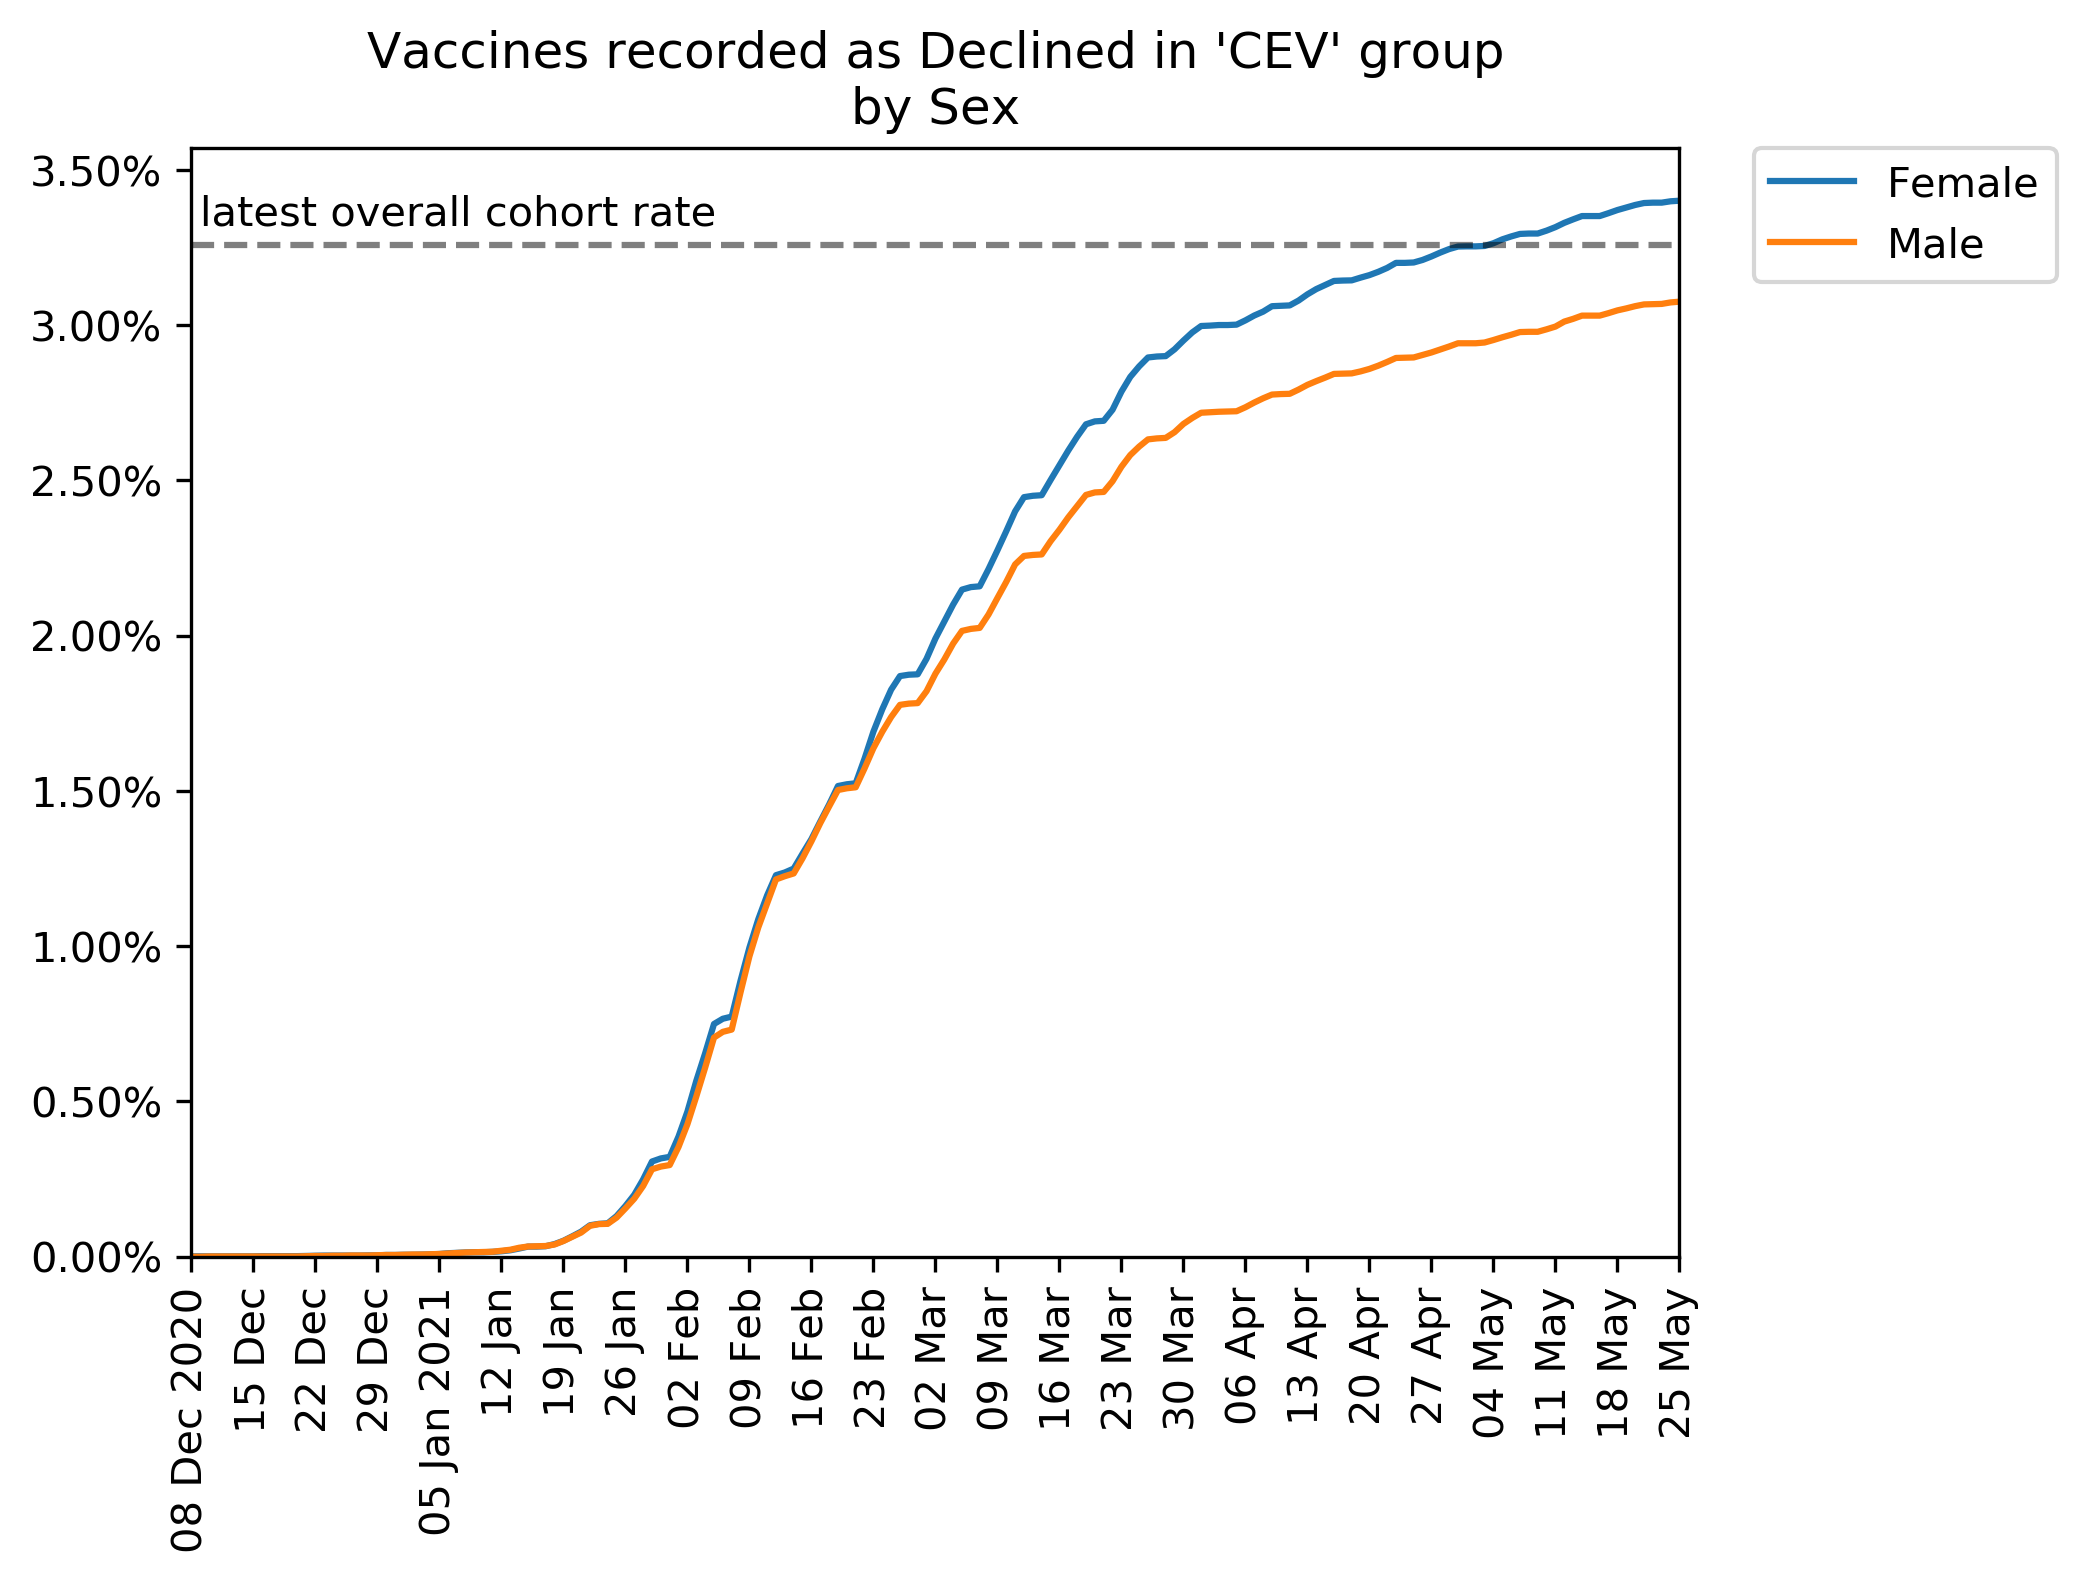 Vaccines recorded as Declined in 'CEV' group
by Sex
3.50%
3.00%
2.50%
2.00%
1.50%
1.00%
0.50%
0.00%
latest overall cohort rate
Female
Male
08 Dec 2020
15 Dec
22 Dec
29 Dec
05 Jan 2021
12 Jan
19 Jan
26 Jan
02 Feb
09 Feb
16 Feb
23 Feb
02 Mar
09 Mar
16 Mar
23 Mar
30 Mar
06 Apr
13 Apr
20 Apr
27 Apr
04 May
11 May
18 May
25 May